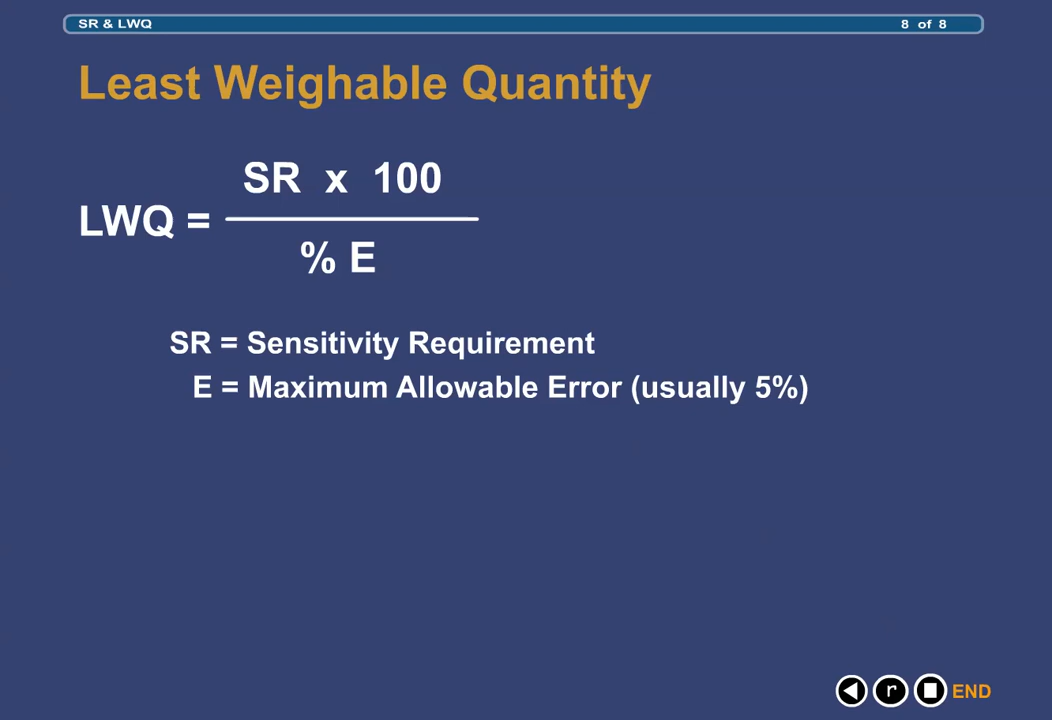 SR & LWQ 8 of 8
Least Weighable Quantity
SR x 100
LWQ =
% E
SR = Sensitivity Requirement
E = Maximum Allowable Error (usually 5%)
r END